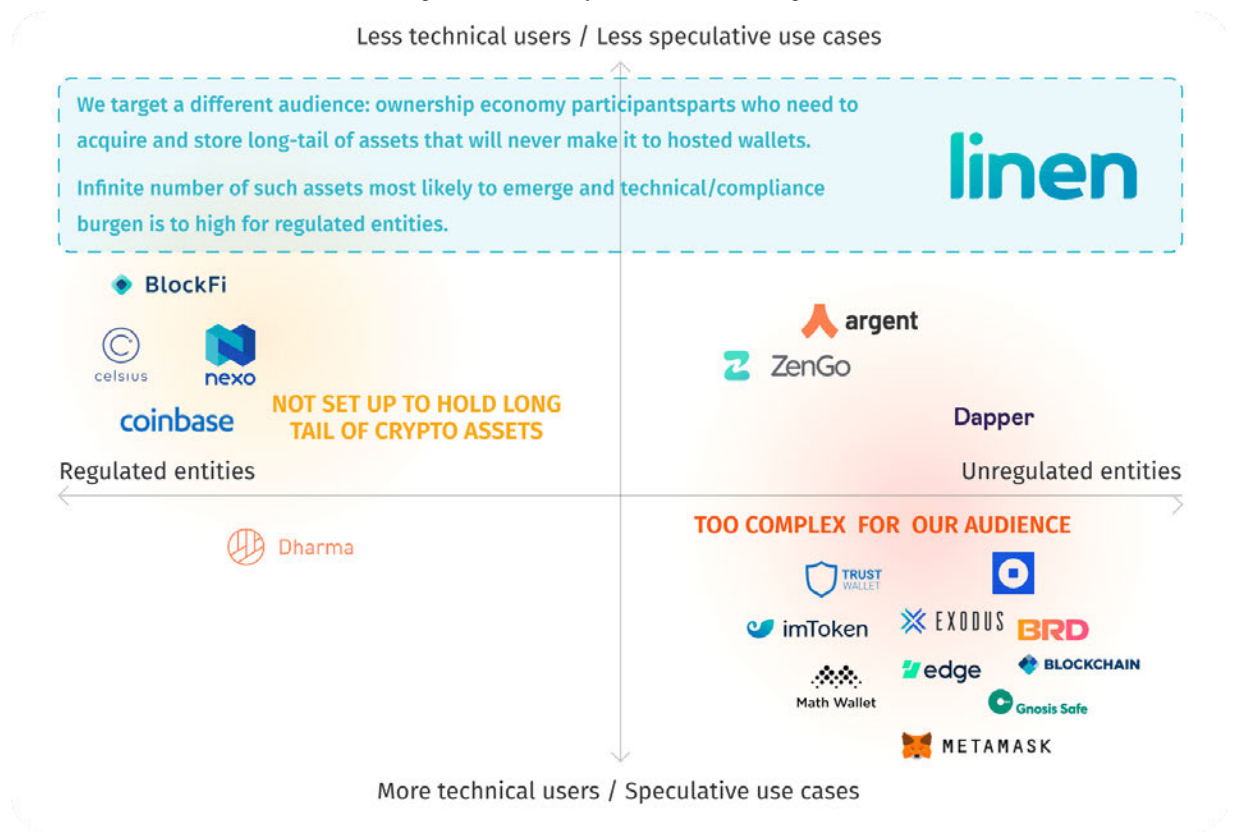 Less technical users / Less speculative use cases
We target a different audience: ownership economy participantsparts who need to
acquire and store long-tail of assets that will never make it to hosted wallets.
Infinite number of such assets most likely to emerge and technical/compliance
burgen is to high for regulated entities.
linen
BlockFi
celsius
nexo
coinbase
NOT SET UP TO HOLD LONG
TAIL OF CRYPTO ASSETS
argent
ZenGo
Dapper
Regulated entities
Unregulated entities
Dharma
TOO COMPLEX FOR OUR AUDIENCE
TRUST
WALLET
imToken
EXODUS
BRD
edge
BLOCKCHAIN
Math Wallet
Gnosis Safe
METAMASK
More technical users / Speculative use cases